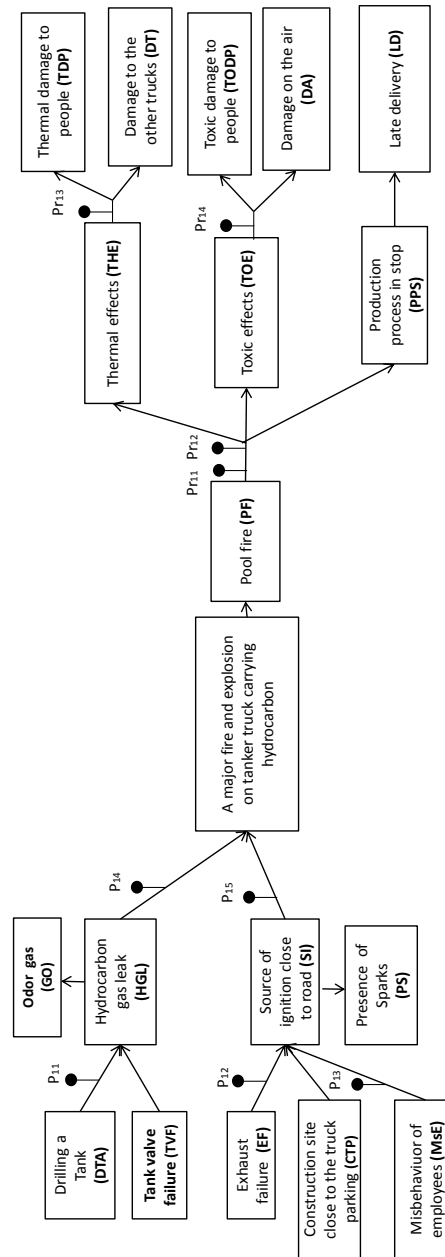 Drilling a
Tank
(DTA)
Tank valve
failure (TVF)
P11
Odor gas
(GO)
Hydrocarbon
gas leak
(HGL)
P14
Exhaust
failure (EF)
Construction site
close to the truck
parking (CTP)
Misbehaviuor of
employees (MsE)
P12
P13
Source of
ignition close
to road (SI)
Presence of
Sparks
(PS)
P15
A major fire and explosion
on tanker truck carrying
hydrocarbon
Pool fire (PF)
Pr11
Pr12
Thermal effects (THE)
Pr13
Thermal damage to
people (TDP)
Damage to the
other trucks (DT)
Toxic effects (TOE)
Pr14
Toxic damage to
people (TODP)
Damage on the air
(DA)
Production
process in stop
(PPS)
Late delivery (LD)